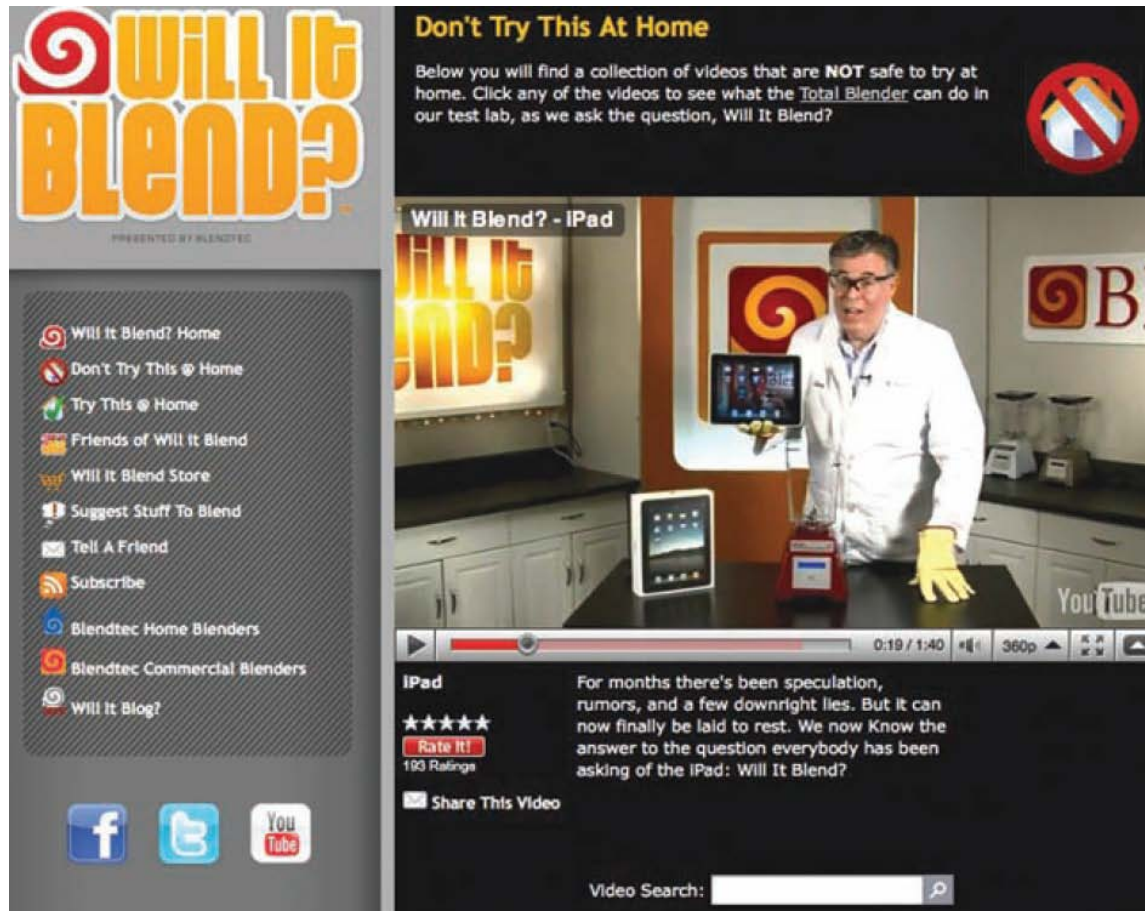 Will It
Blend?
PRESENTED BY BLENDTEC
Will It Blend? Home
Don't Try This @ Home
Try This @ Home
Friends of Will It Blend
Will It Blend Store
Suggest Stuff To Blend
Tell A Friend
Subscribe
Blendtec Home Blenders
Blendtec Commercial Blenders
Will It Blog?
f
t
You
Tube
Don't Try This At Home
Below you will find a collection of videos that are NOT safe to try at
home. Click any of the videos to see what the Total Blender can do in
our test lab, as we ask the question, Will It Blend?
Will It Blend? - iPad
Will It
END?
B
YouTube
0:19 / 1:40
360p
iPad
Rate It!
193 Ratings
Share This Video
For months there's been speculation,
rumors, and a few downright lies. But it can
now finally be laid to rest. We now Know the
answer to the question everybody has been
asking of the iPad: Will It Blend?
Video Search: